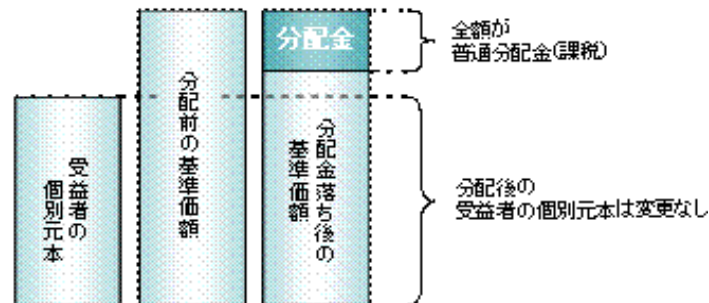 分配金
全額が
普通分配金(課税)
受益者の
個別元本
分配前の基準価額
分配金落ち後の
基準価額
分配後の
受益者の個別元本は変更なし